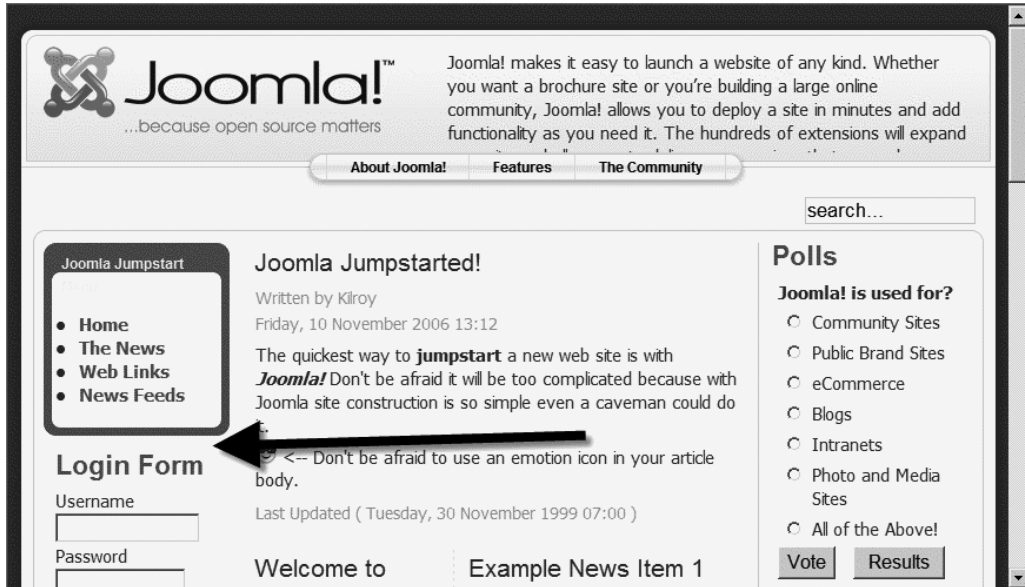 Joomla!™
...because open source matters
Joomla! makes it easy to launch a website of any kind. Whether
you want a brochure site or you're building a large online
community, Joomla! allows you to deploy a site in minutes and add
functionality as you need it. The hundreds of extensions will expand
About Joomla! Features The Community
search...
Joomla Jumpstart
Home
The News
Web Links
News Feeds
Login Form
Username
Password
Joomla Jumpstarted!
Written by Kilroy
Friday, 10 November 2006 13:12
The quickest way to jumpstart a new web site is with
Joomla! Don't be afraid it will be too complicated because with
Joomla site construction is so simple even a caveman could do
<-- Don't be afraid to use an emotion icon in your article
body.
Last Updated ( Tuesday, 30 November 1999 07:00 )
Welcome to
Example News Item 1
Polls
Joomla! is used for?
Community Sites
Public Brand Sites
eCommerce
Blogs
Intranets
Photo and Media
Sites
All of the Above!
Vote Results